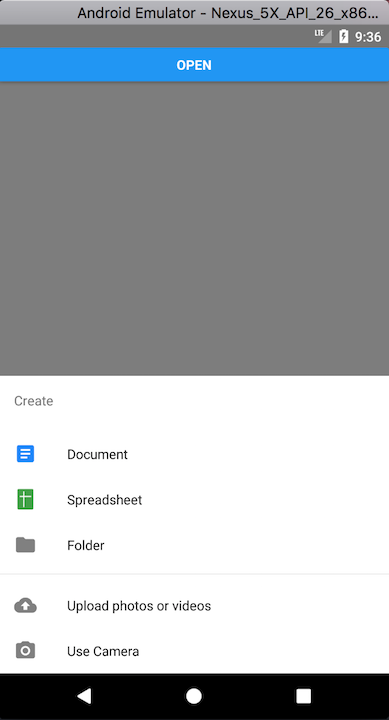 Android Emulator - Nexus_5X_API_26_x86...
LTE 9:36
OPEN
Create
Document
Spreadsheet
Folder
Upload photos or videos
Use Camera